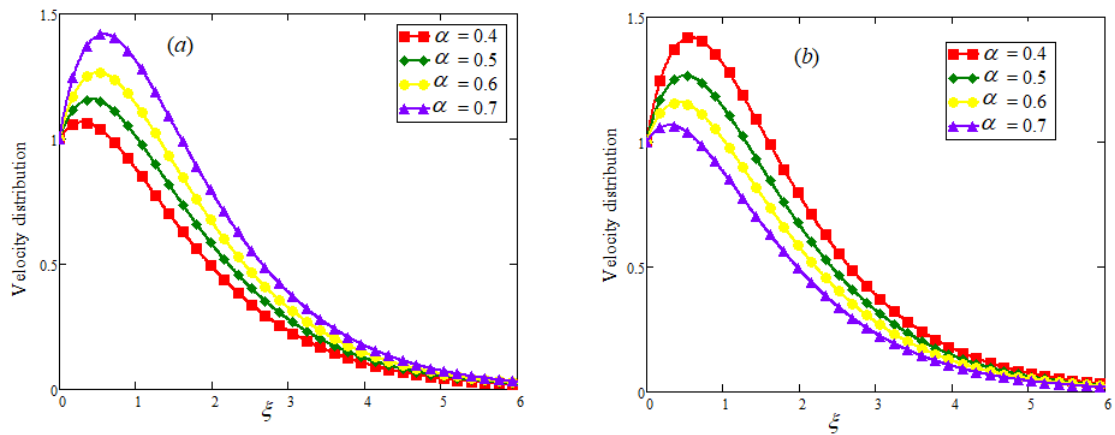 1.5
1
0.5
0
Velocity distribution
(a)
α = 0.4
α = 0.5
α = 0.6
α = 0.7
0 1 2 3 4 5 6
ξ
1.5
1
0.5
0
Velocity distribution
(b)
α = 0.4
α = 0.5
α = 0.6
α = 0.7
0 1 2 3 4 5 6
ξ